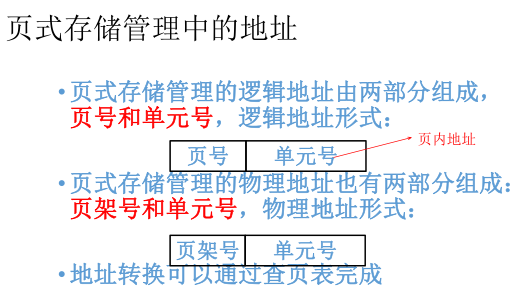 页式存储管理中的地址
•页式存储管理的逻辑地址由两部分组成，
页号和单元号，逻辑地址形式：
页内地址
页号 单元号
•页式存储管理的物理地址也有两部分组成：
页架号和单元号，物理地址形式：
页架号 单元号
•地址转换可以通过查页表完成